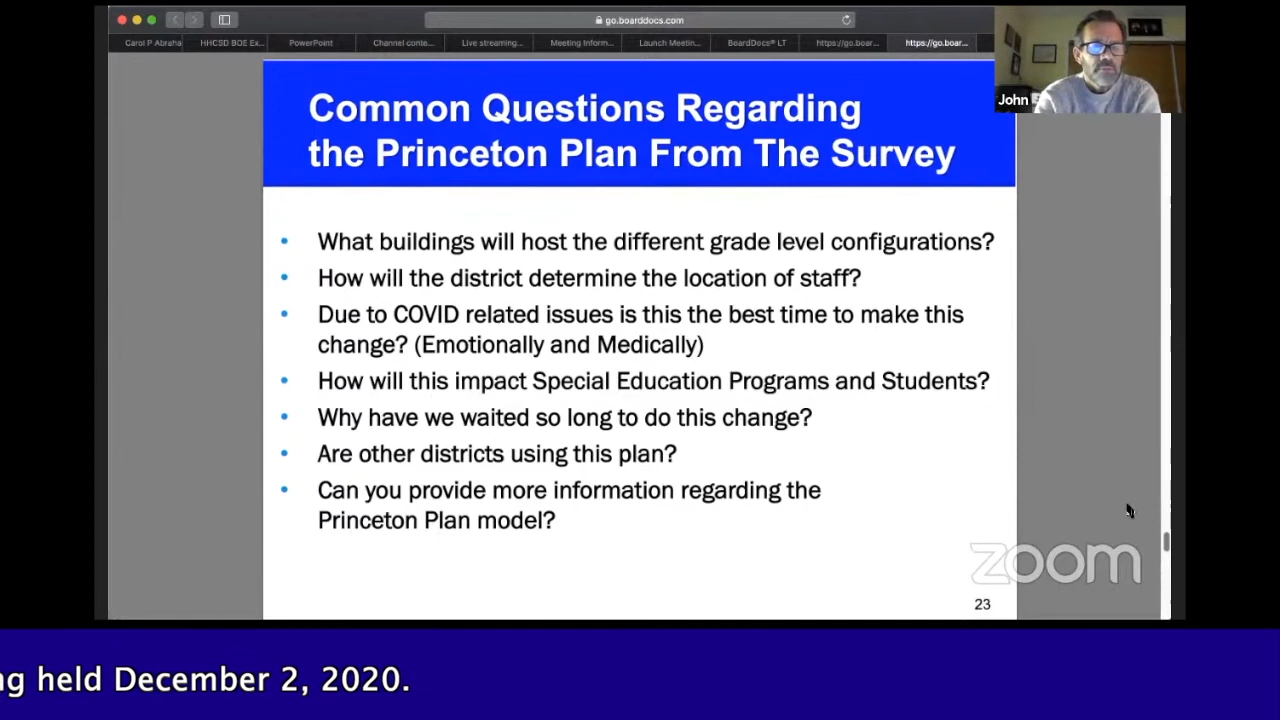 go.boarddocs.com
Carol P Abraha
HHCSD BOE Ex...
PowerPoint
Channel conte...
Live streaming...
Meeting Inform...
Launch Meetin...
BoardDocs® LT
https://go.boar...
https://go.boar...
John
Common Questions Regarding
the Princeton Plan From The Survey
• What buildings will host the different grade level configurations?
• How will the district determine the location of staff?
• Due to COVID related issues is this the best time to make this
change? (Emotionally and Medically)
• How will this impact Special Education Programs and Students?
• Why have we waited so long to do this change?
• Are other districts using this plan?
• Can you provide more information regarding the
Princeton Plan model?
zoom
23
ng held December 2, 2020.